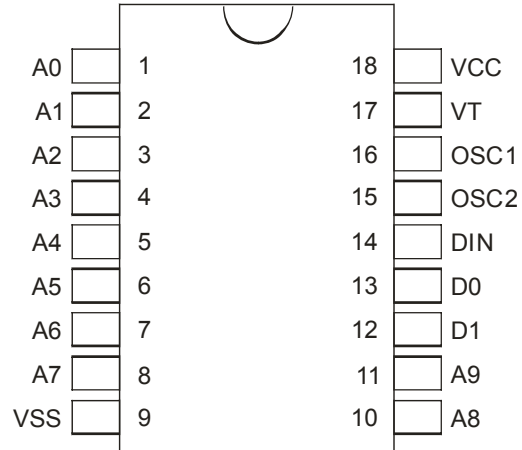 A0 1 18 VCC
A1 2 17 VT
A2 3 16 OSC1
A3 4 15 OSC2
A4 5 14 DIN
A5 6 13 D0
A6 7 12 D1
A7 8 11 A9
VSS 9 10 A8